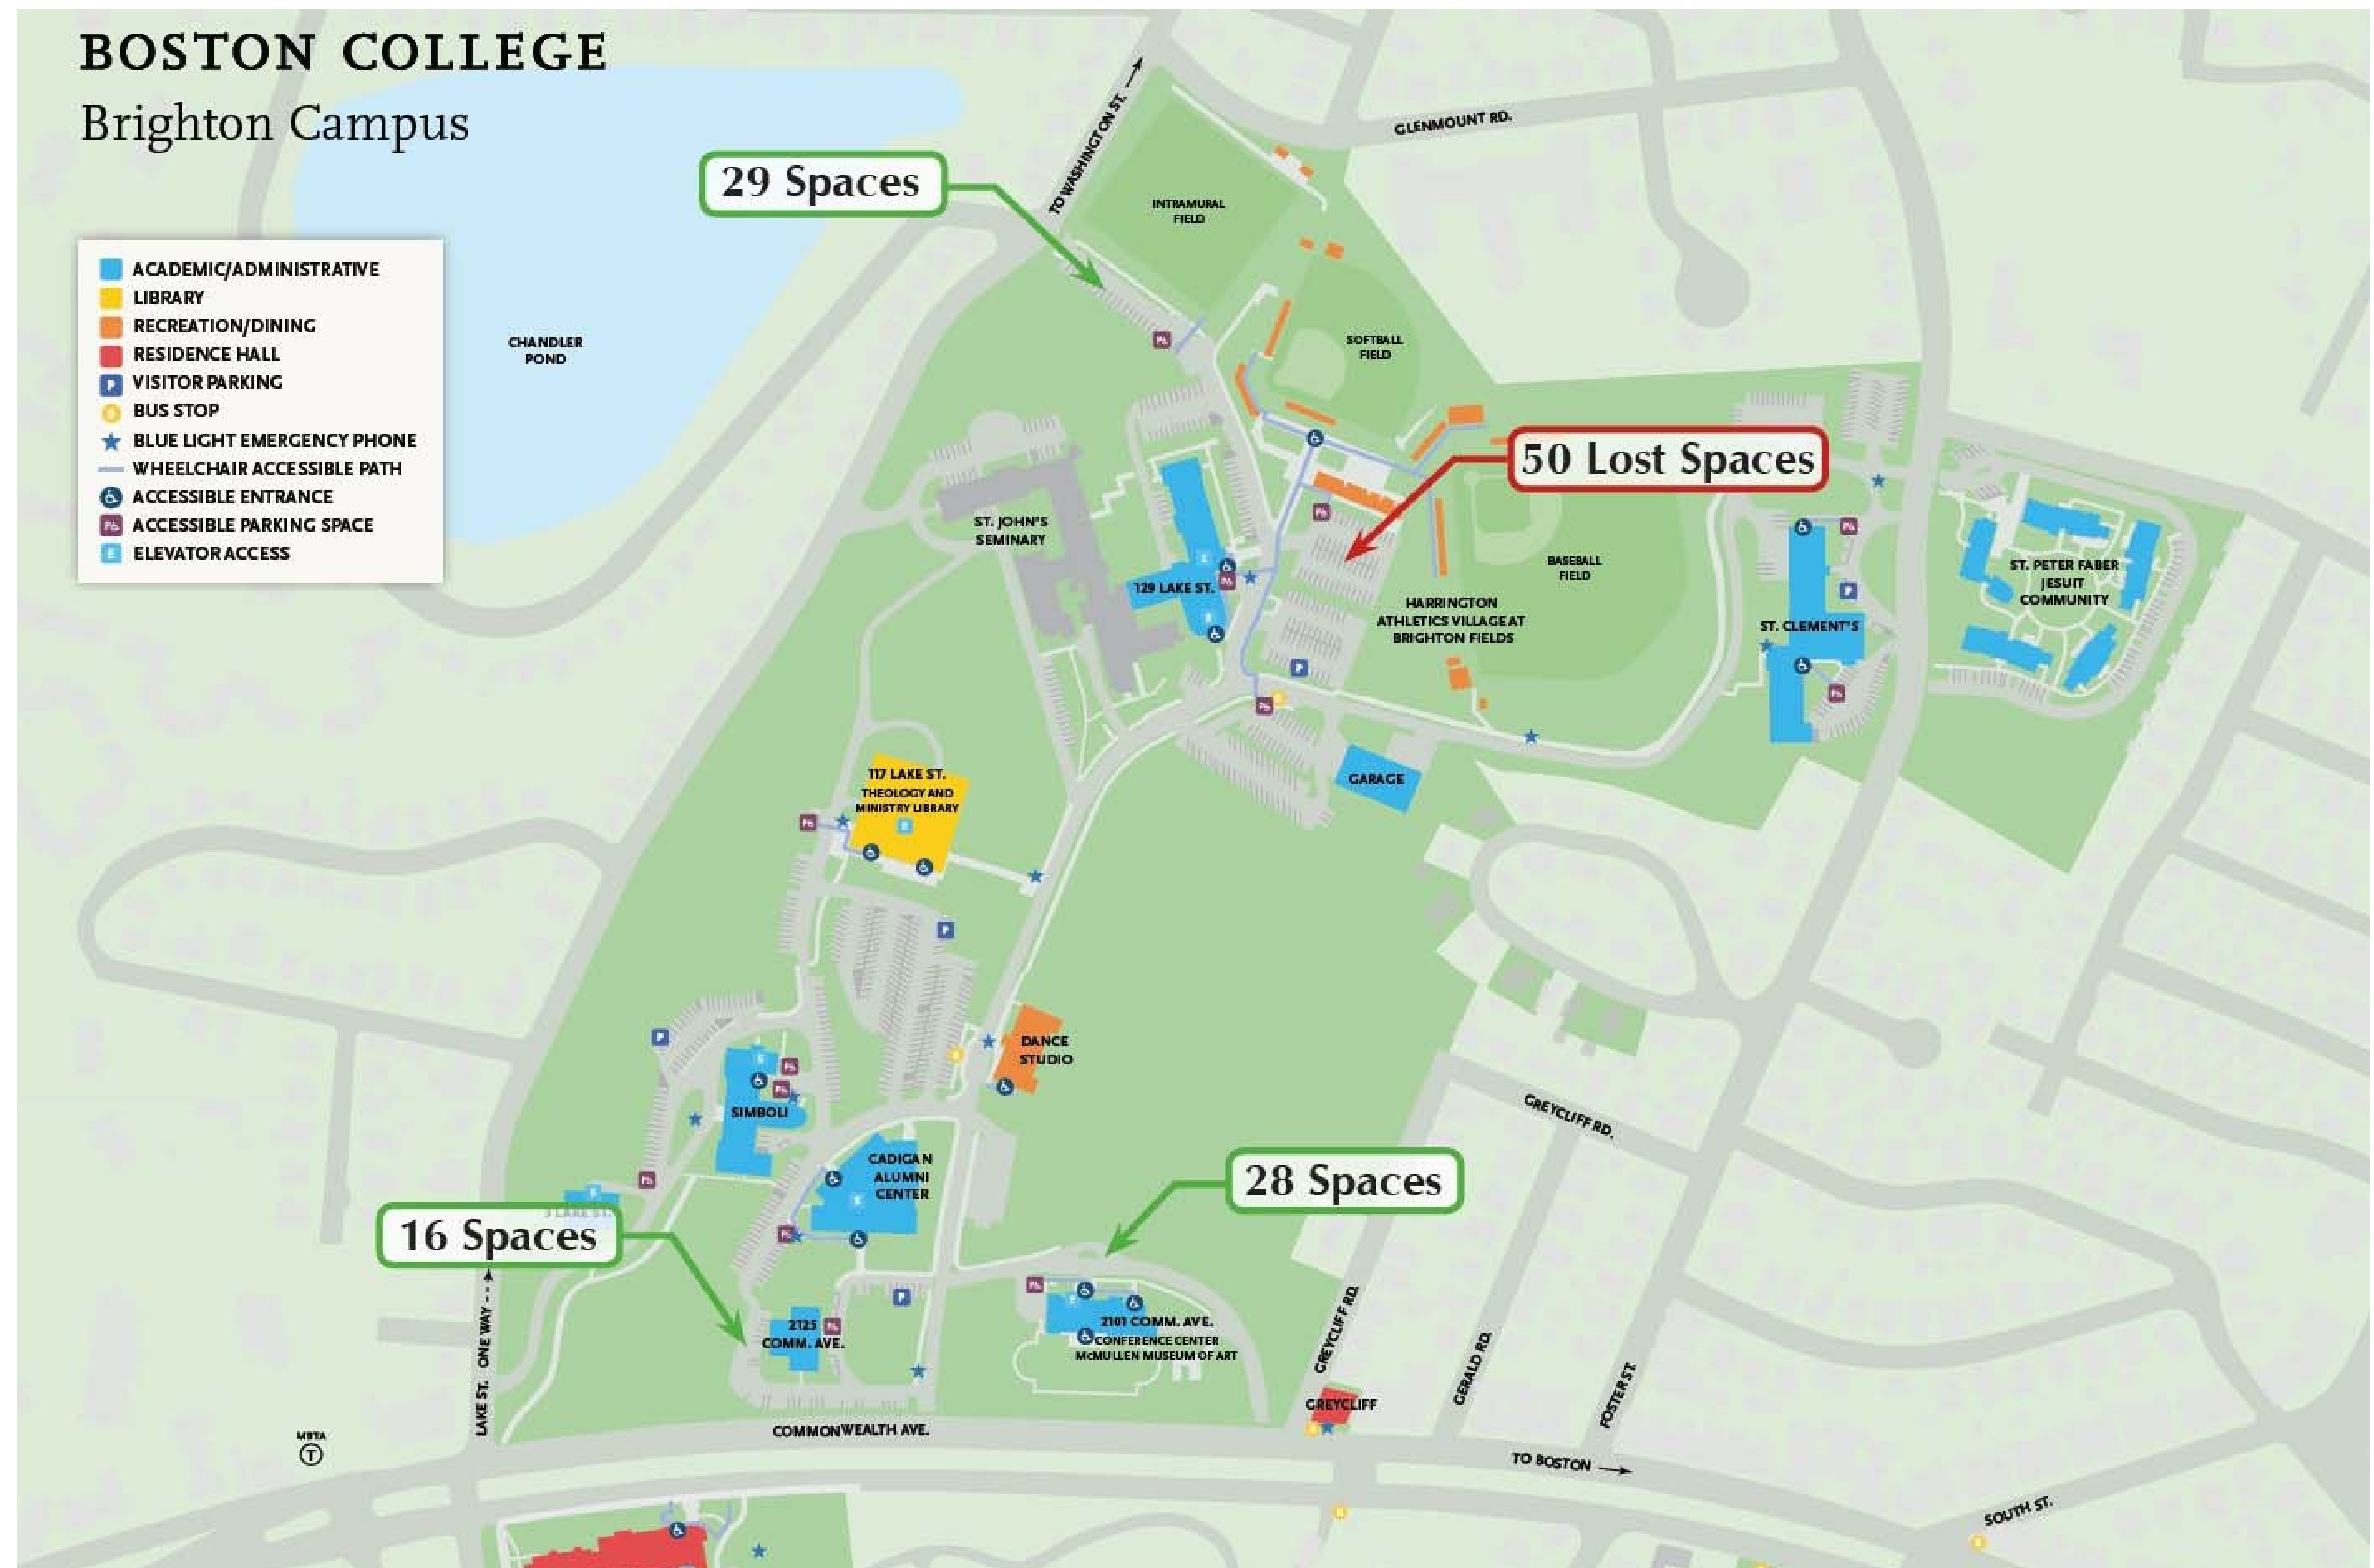 BOSTON COLLEGE
Brighton Campus
ACADEMIC/ADMINISTRATIVE
LIBRARY
RECREATION/DINING
RESIDENCE HALL
P VISITOR PARKING
B BUS STOP
BLUE LIGHT EMERGENCY PHONE
WHEELCHAIR ACCESSIBLE PATH
ACCESSIBLE ENTRANCE
P ACCESSIBLE PARKING SPACE
E ELEVATOR ACCESS
CHANDLER
POND
29 Spaces
TO WASHINGTON ST.
GLENMOUNT RD.
INTRAMURAL
FIELD
SOFTBALL
FIELD
50 Lost Spaces
ST. JOHN'S
SEMINARY
129 LAKE ST.
BASEBALL
FIELD
HARRINGTON
ATHLETICS VILLAGE AT
BRIGHTON FIELDS
ST. CLEMENT'S
ST. PETER FABER
JESUIT
COMMUNITY
GARAGE
117 LAKE ST.
THEOLOGY AND
MINISTRY LIBRARY
DANCE
STUDIO
SIMBOLI
CADIGAN
ALUMNI
CENTER
3 LAKE ST.
16 Spaces
28 Spaces
2125
COMM. AVE.
2101 COMM. AVE.
CONFERENCE CENTER
McMULLEN MUSEUM OF ART
GREYCLIFF RD.
GREYCLIFF RD.
GERALD RD.
FOSTER ST.
GREYCLIFF
LAKE ST. ONE WAY
COMMONWEALTH AVE.
MBTA
T
TO BOSTON
SOUTH ST.